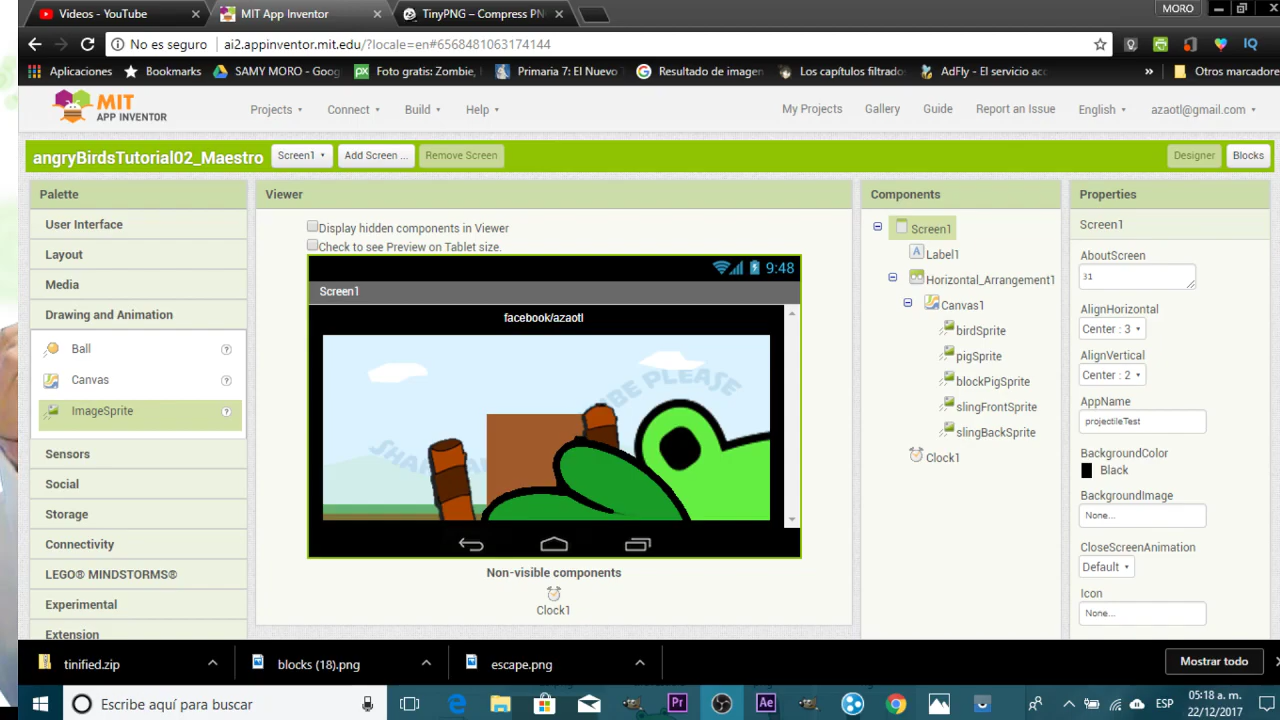 Videos - YouTube
MIT App Inventor
TinyPNG – Compress PN
MORO
No es seguro
ai2.appinventor.mit.edu/?locale=en#6568481063174144
IQ
Aplicaciones
Bookmarks
SAMY MORO - Goog
Foto gratis: Zombie,
Primaria 7: El Nuevo T
Resultado de imagen
Los capítulos filtrados
AdFly - El servicio acc
»
Otros marcadore
MIT
APP INVENTOR
Projects
Connect
Build
Help
My Projects
Gallery
Guide
Report an Issue
English
azaotl@gmail.com
angryBirdsTutorial02_Maestro
Screen1
Add Screen ...
Remove Screen
Designer
Blocks
Palette
User Interface
Layout
Media
Drawing and Animation
Ball
Canvas
ImageSprite
Sensors
Social
Storage
Connectivity
LEGO® MINDSTORMS®
Experimental
Extension
Viewer
Display hidden components in Viewer
Check to see Preview on Tablet size.
9:48
Screen1
facebook/azaotl
BE PLEASE
Non-visible components
Clock1
Components
Screen1
Label1
Horizontal_Arrangement1
Canvas1
birdSprite
pigSprite
blockPigSprite
slingFrontSprite
slingBackSprite
Clock1
Properties
Screen1
AboutScreen
31
AlignHorizontal
Center : 3
AlignVertical
Center : 2
AppName
projectileTest
BackgroundColor
Black
BackgroundImage
None...
CloseScreenAnimation
Default
Icon
None...
tinified.zip
blocks (18).png
escape.png
Mostrar todo
Escribe aquí para buscar
Pr
Ae
ESP
05:18 a. m.
22/12/2017